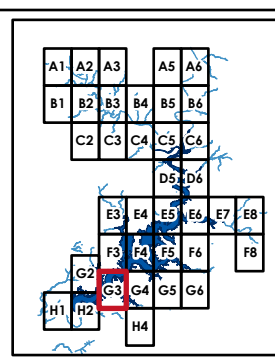 A1 A2 A3 A5 A6
B1 B2 B3 B4 B5 B6
C2 C3 C4 C5 C6
D5 D6
E3 E4 E5 E6 E7 E8
F3 F4 F5 F6 F8
G2 G3 G4 G5 G6
H1 H2 H4